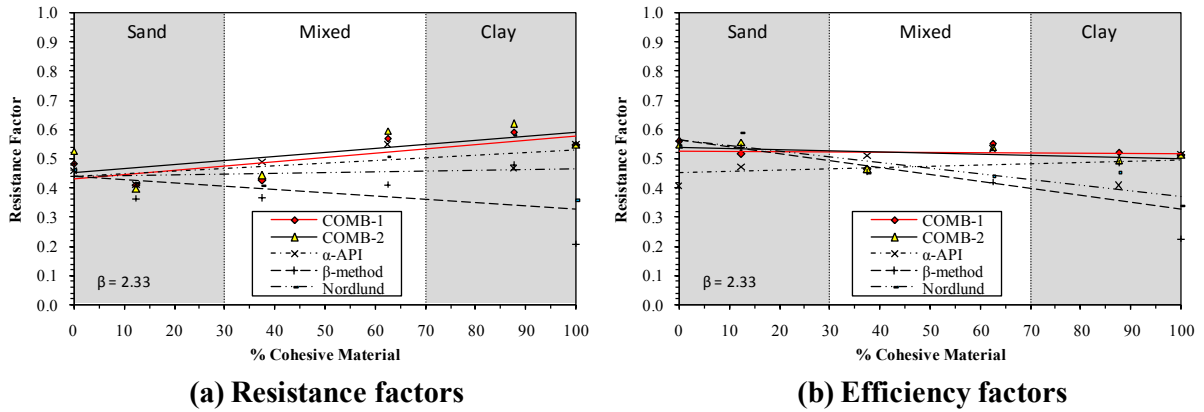 Sand Mixed Clay
1.0
0.9
0.8
0.7
0.6
0.5
0.4
0.3
0.2
0.1
0.0
Resistance Factor
COMB-1
COMB-2
α-API
β-method
Nordlund
β = 2.33
0 10 20 30 40 50 60 70 80 90 100
% Cohesive Material
(a) Resistance factors
Sand Mixed Clay
1.0
0.9
0.8
0.7
0.6
0.5
0.4
0.3
0.2
0.1
0.0
Resistance Factor
COMB-1
COMB-2
α-API
β-method
Nordlund
β = 2.33
0 10 20 30 40 50 60 70 80 90 100
% Cohesive Material
(b) Efficiency factors